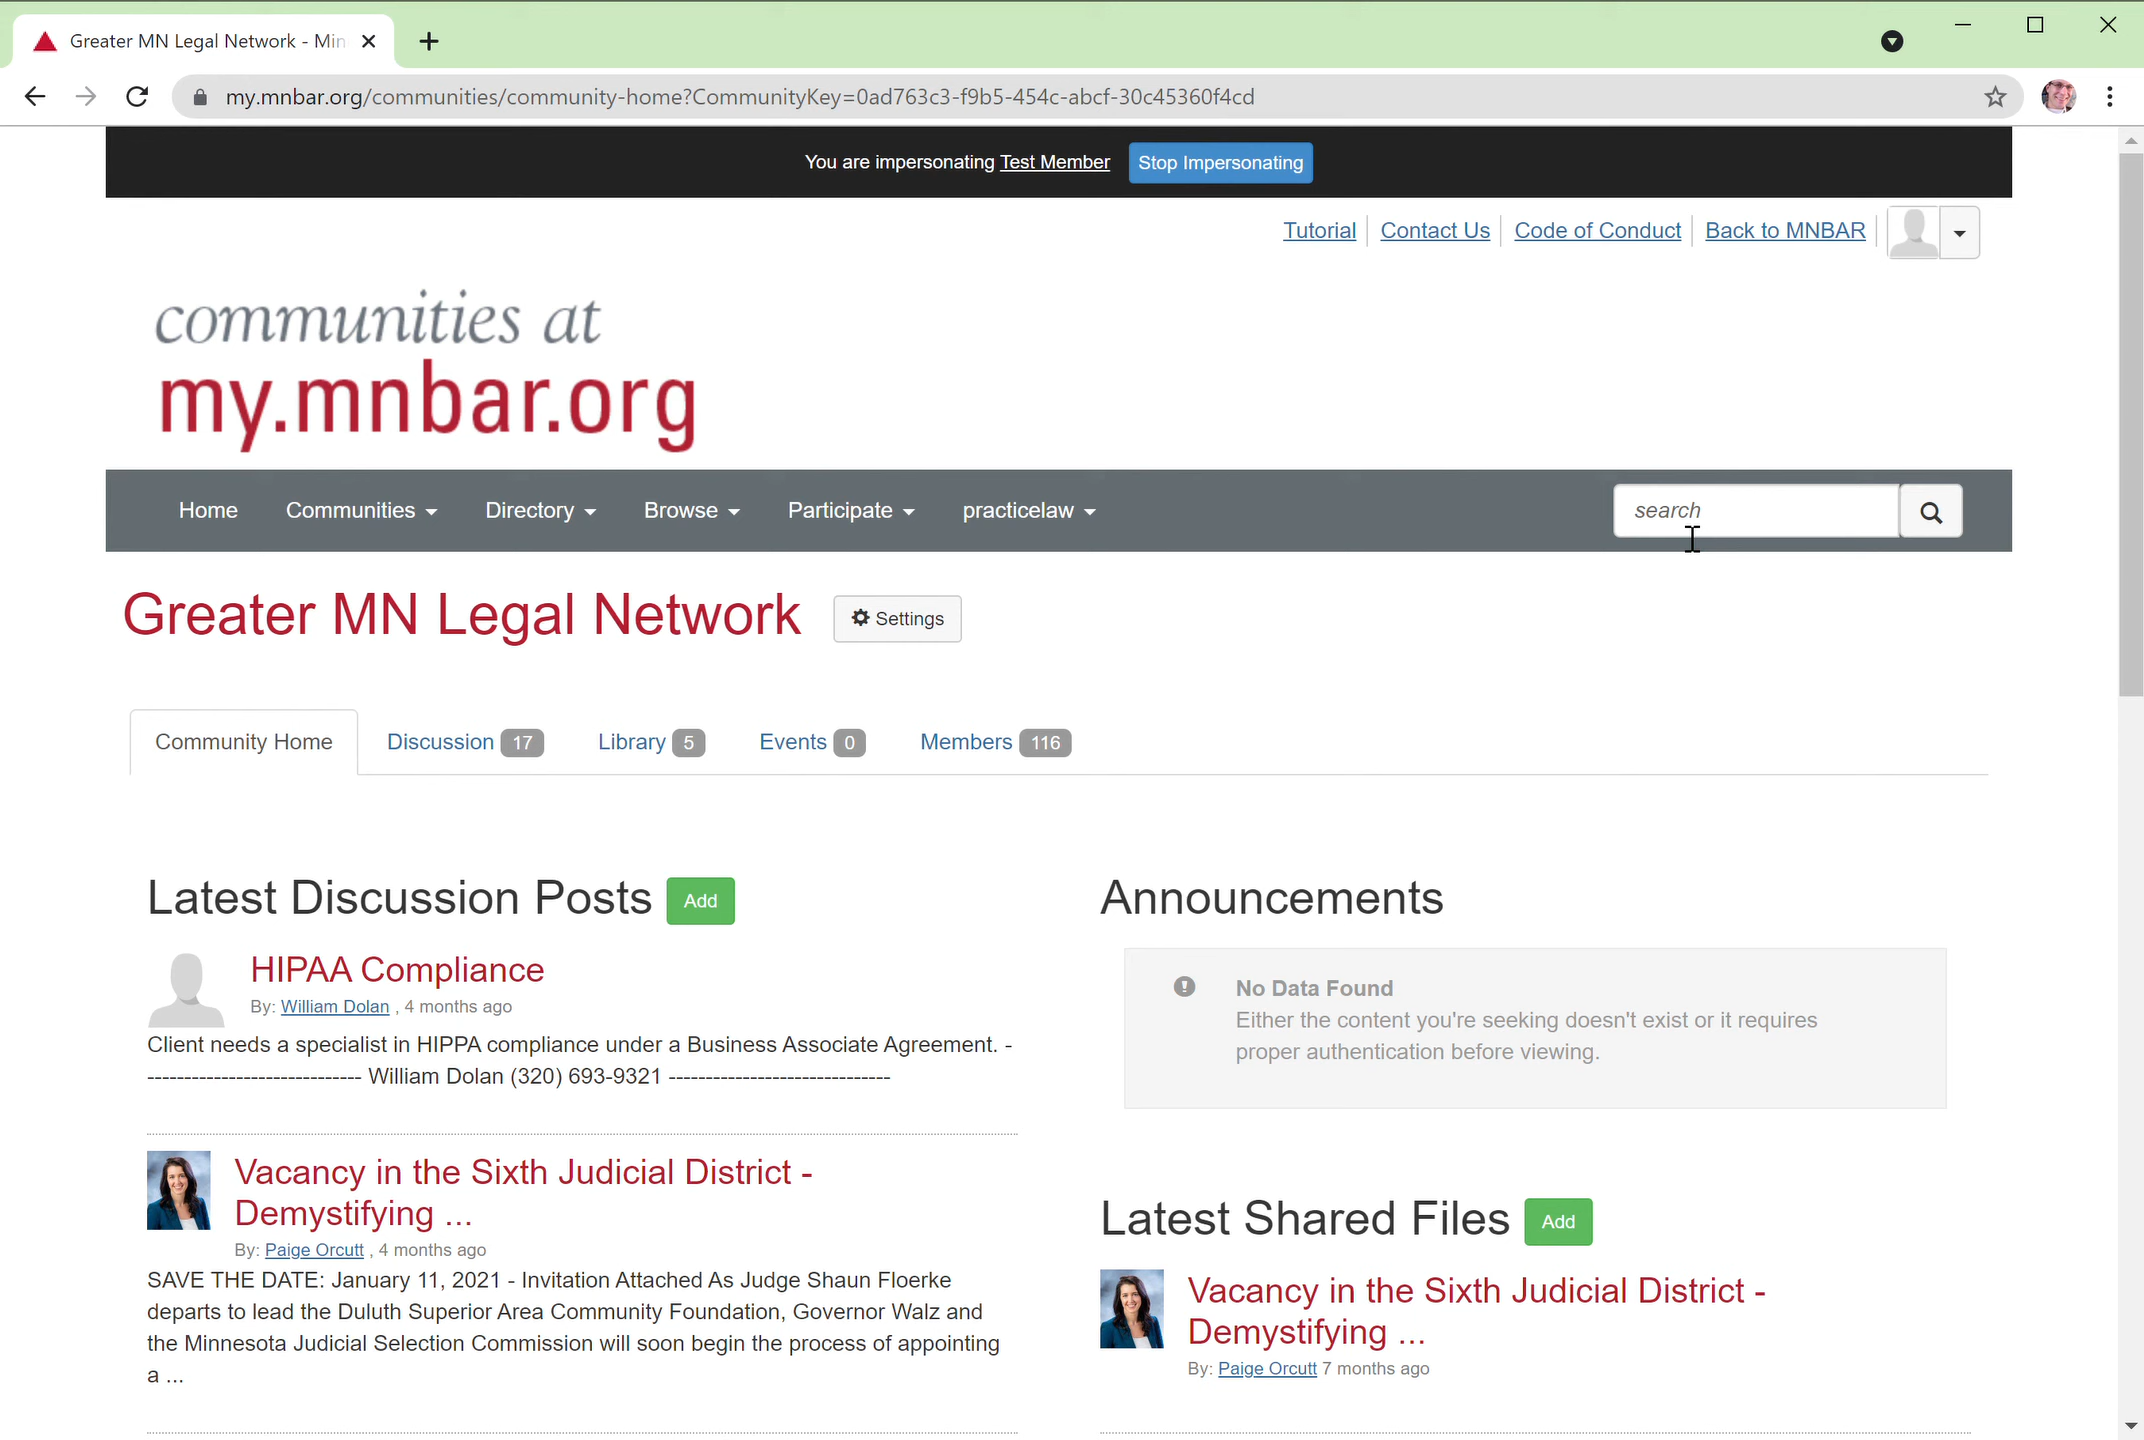 Greater MN Legal Network - Min
my.mnbar.org/communities/community-home?CommunityKey=0ad763c3-f9b5-454c-abcf-30c45360f4cd
You are impersonating Test Member Stop Impersonating
Tutorial Contact Us Code of Conduct Back to MNBAR
communities at
my.mnbar.org
Home Communities Directory Browse Participate practicelaw search
Greater MN Legal Network Settings
Community Home Discussion 17 Library 5 Events 0 Members 116
Latest Discussion Posts Add
HIPAA Compliance
By: William Dolan , 4 months ago
Client needs a specialist in HIPPA compliance under a Business Associate Agreement. -
----------------------------- William Dolan (320) 693-9321 ------------------------------
Vacancy in the Sixth Judicial District -
Demystifying ...
By: Paige Orcutt , 4 months ago
SAVE THE DATE: January 11, 2021 - Invitation Attached As Judge Shaun Floerke
departs to lead the Duluth Superior Area Community Foundation, Governor Walz and
the Minnesota Judicial Selection Commission will soon begin the process of appointing
a ...
Announcements
No Data Found
Either the content you're seeking doesn't exist or it requires
proper authentication before viewing.
Latest Shared Files Add
Vacancy in the Sixth Judicial District -
Demystifying ...
By: Paige Orcutt 7 months ago